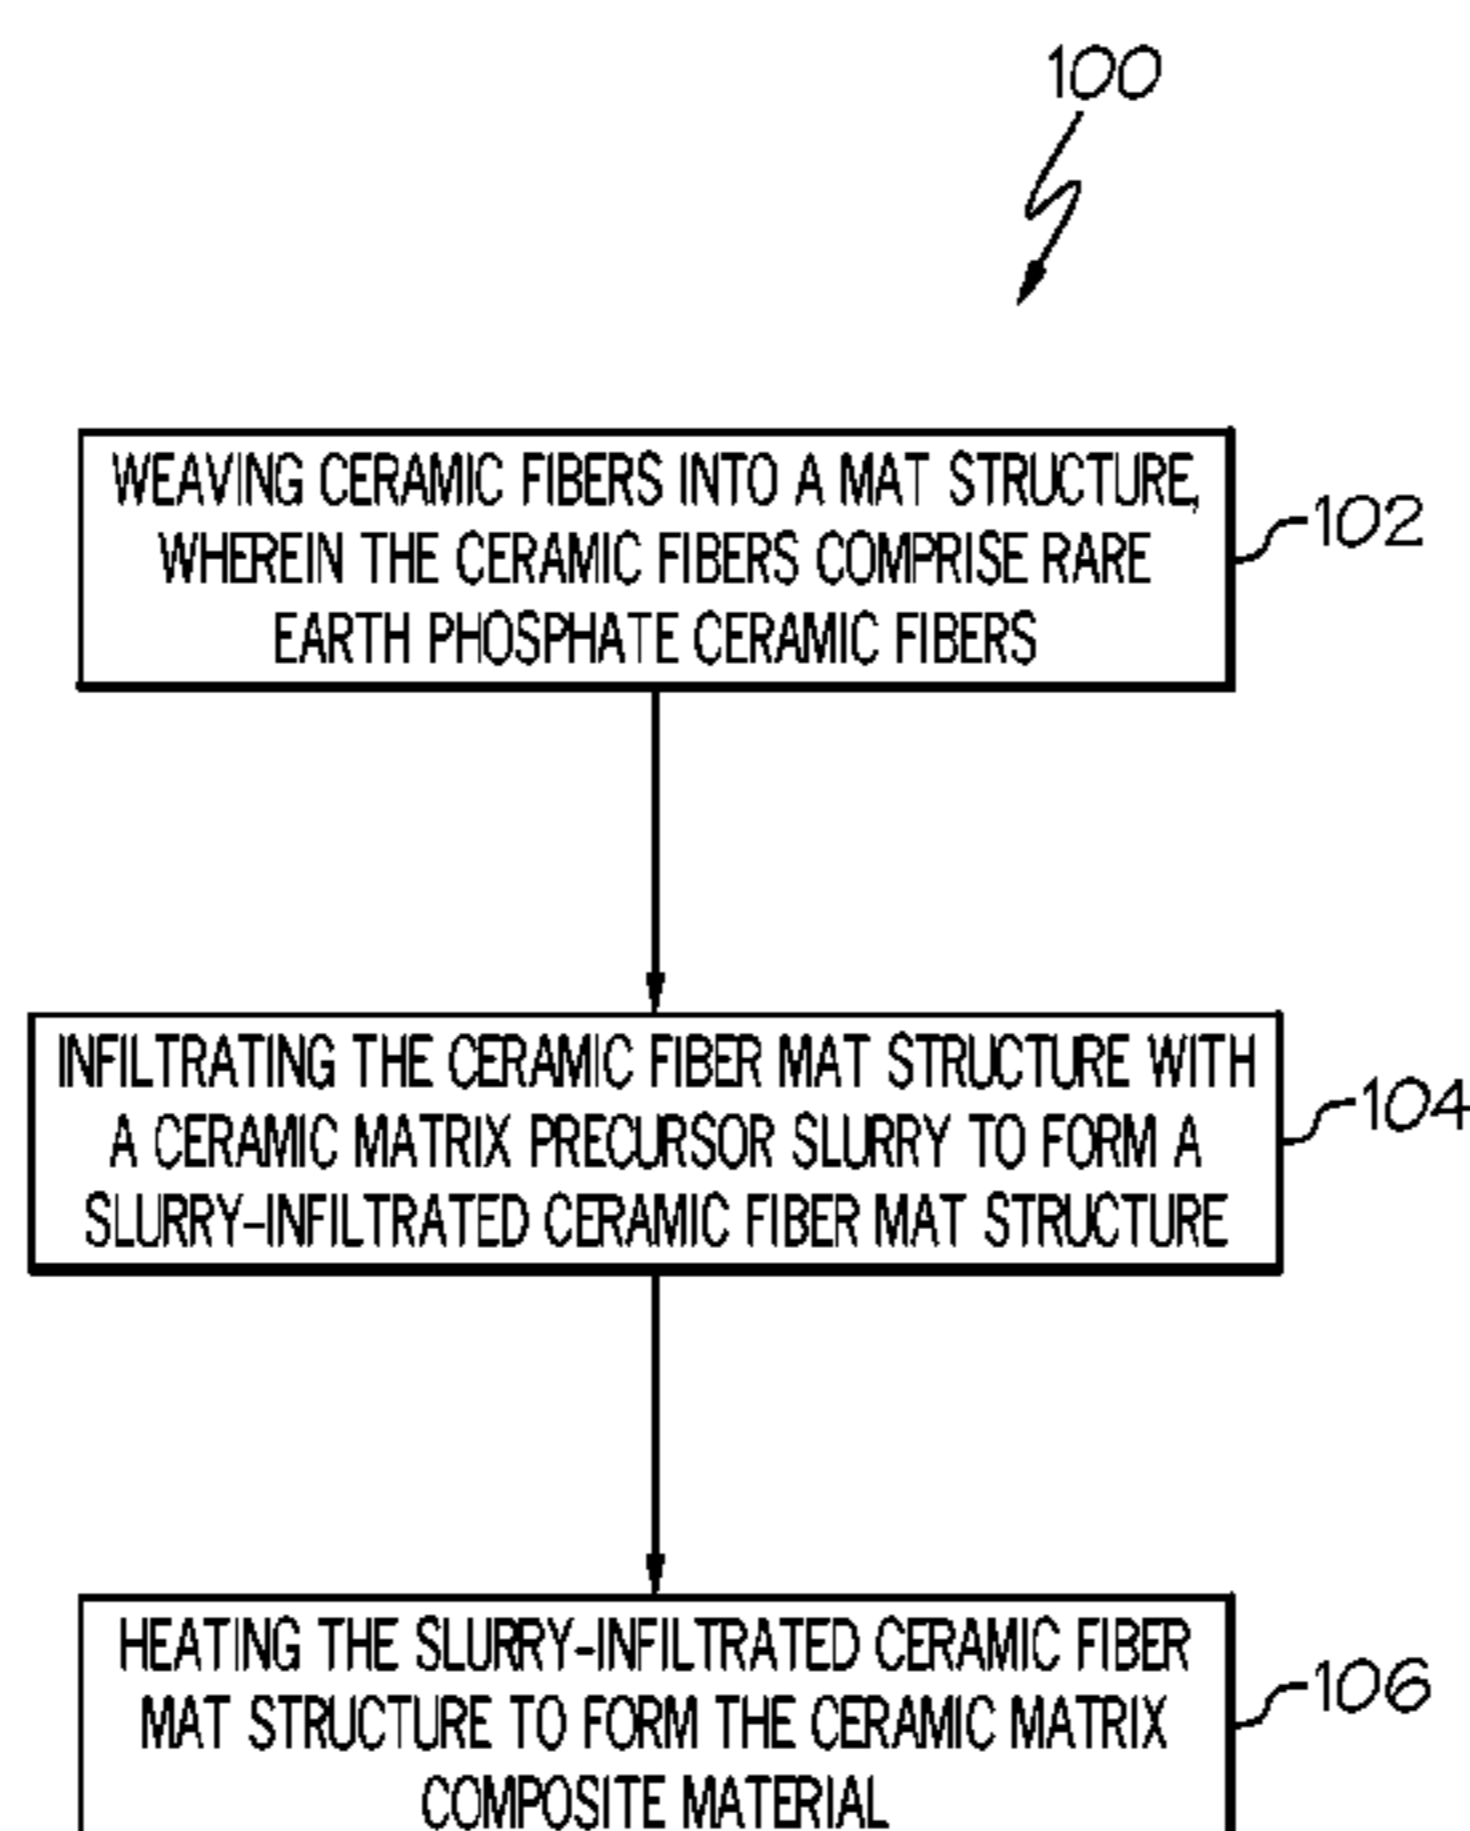 100
WEAVING CERAMIC FIBERS INTO A MAT STRUCTURE,
WHEREIN THE CERAMIC FIBERS COMPRISE RARE
EARTH PHOSPHATE CERAMIC FIBERS
102
INFILTRATING THE CERAMIC FIBER MAT STRUCTURE WITH
A CERAMIC MATRIX PRECURSOR SLURRY TO FORM A
SLURRY-INFILTRATED CERAMIC FIBER MAT STRUCTURE
104
HEATING THE SLURRY-INFILTRATED CERAMIC FIBER
MAT STRUCTURE TO FORM THE CERAMIC MATRIX
COMPOSITE MATERIAL
106